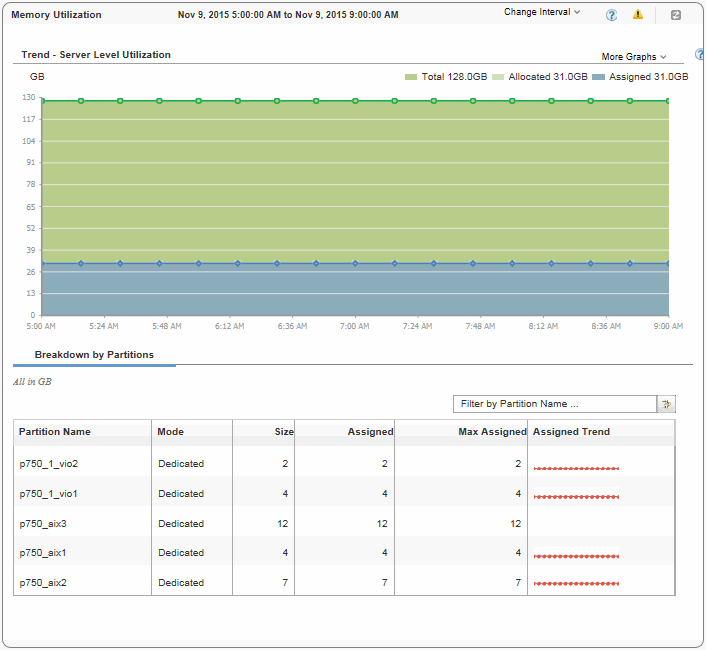 Memory Utilization Nov 9, 2015 5:00:00 AM to Nov 9, 2015 9:00:00 AM Change Interval ?
Trend - Server Level Utilization More Graphs ?
GB Total 128.0GB Allocated 31.0GB Assigned 31.0GB
130
117
104
91
78
65
52
39
26
13
0
5:00 AM 5:24 AM 5:48 AM 6:12 AM 6:36 AM 7:00 AM 7:24 AM 7:48 AM 8:12 AM 8:36 AM 9:00 AM
Breakdown by Partitions
All in GB
Filter by Partition Name ...
Partition Name Mode Size Assigned Max Assigned Assigned Trend
p750_1_vio2 Dedicated 2 2 2
p750_1_vio1 Dedicated 4 4 4
p750_aix3 Dedicated 12 12 12
p750_aix1 Dedicated 4 4 4
p750_aix2 Dedicated 7 7 7